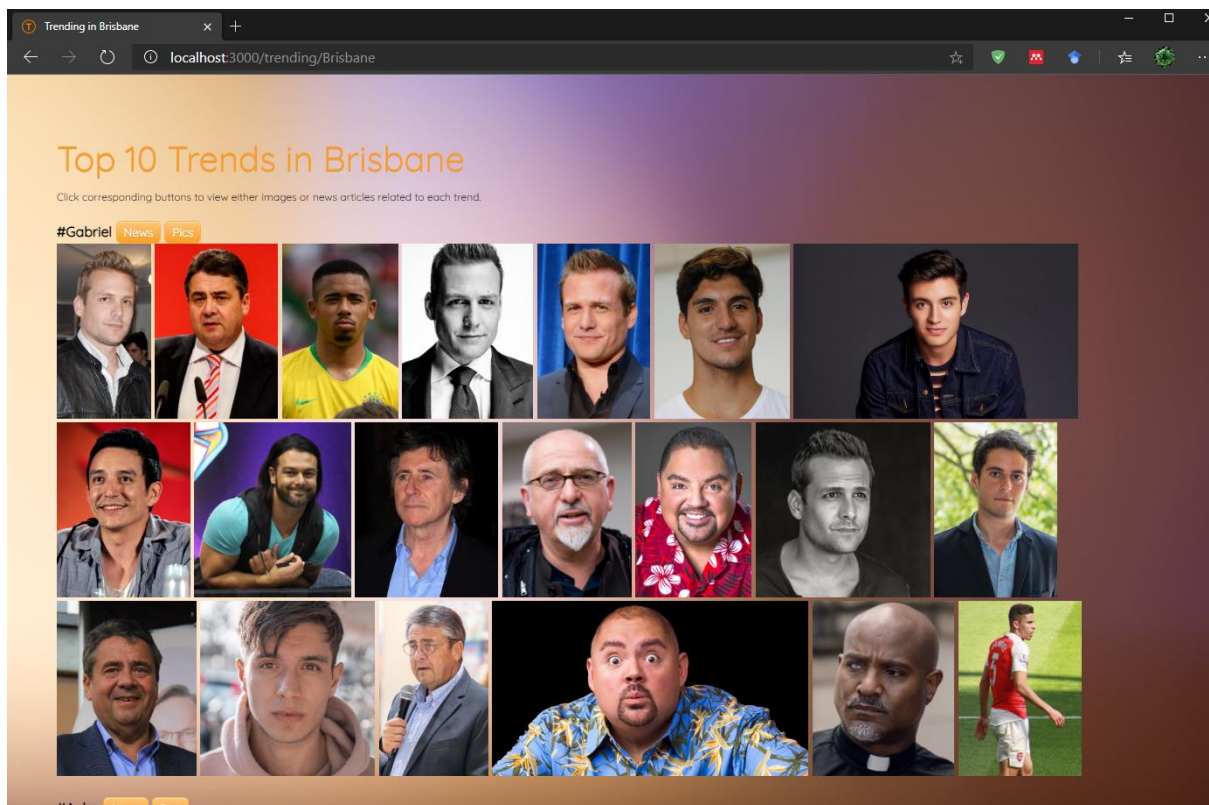 Trending in Brisbane
localhost:3000/trending/Brisbane
Top 10 Trends in Brisbane
Click corresponding buttons to view either images or news articles related to each trend.
#Gabriel News Pics